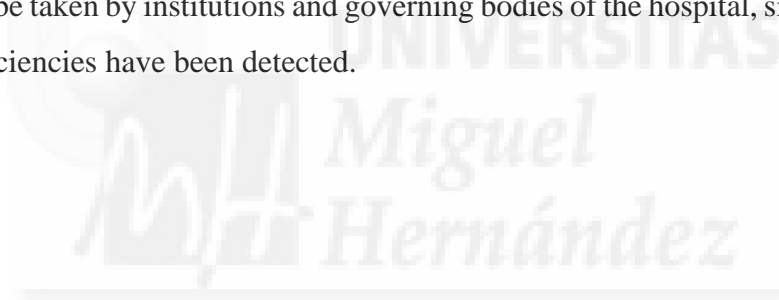 be taken by institutions and governing bodies of the hospital,
ciencies have been detected.
UNIVERSITAS
Miguel
Hernández